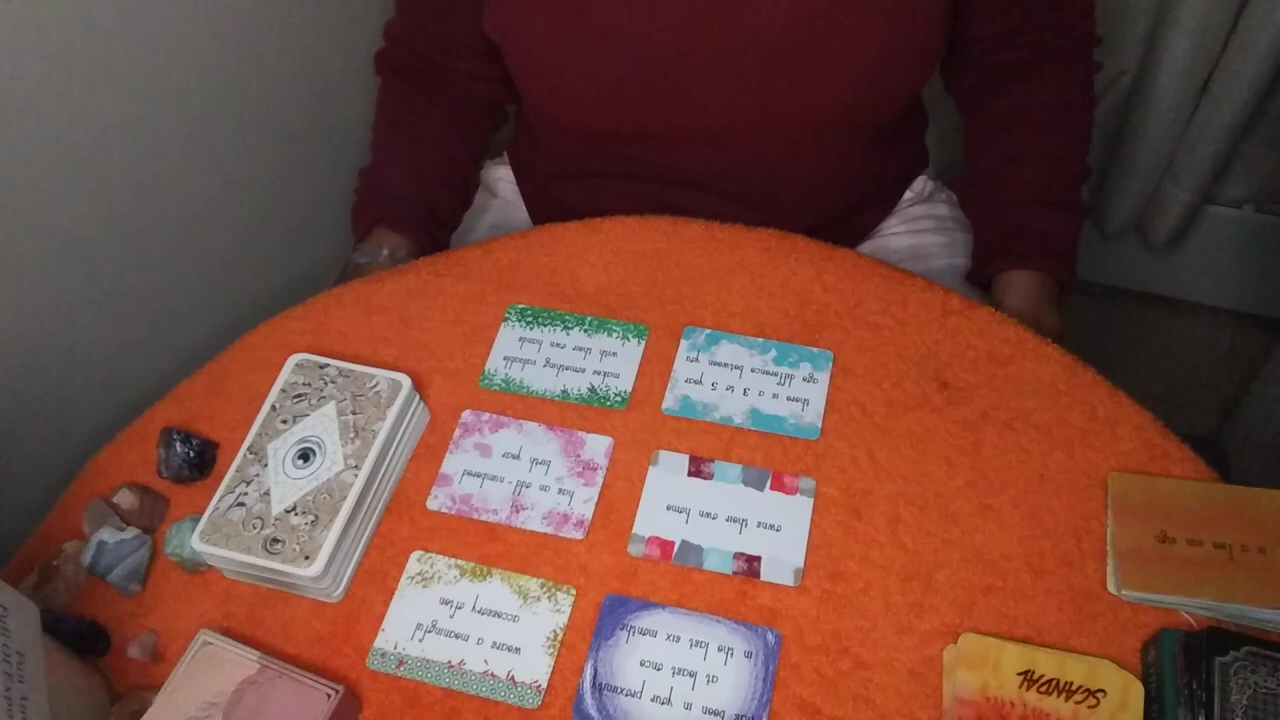 makes something valuable
with their own hands
there is a 3 to 5 year
age difference between you
has an odd - numbered
birth year
owns their own home
wears a meaningful
accessory often
has been in your proximity
at least once
in the last six months
SCANDAL